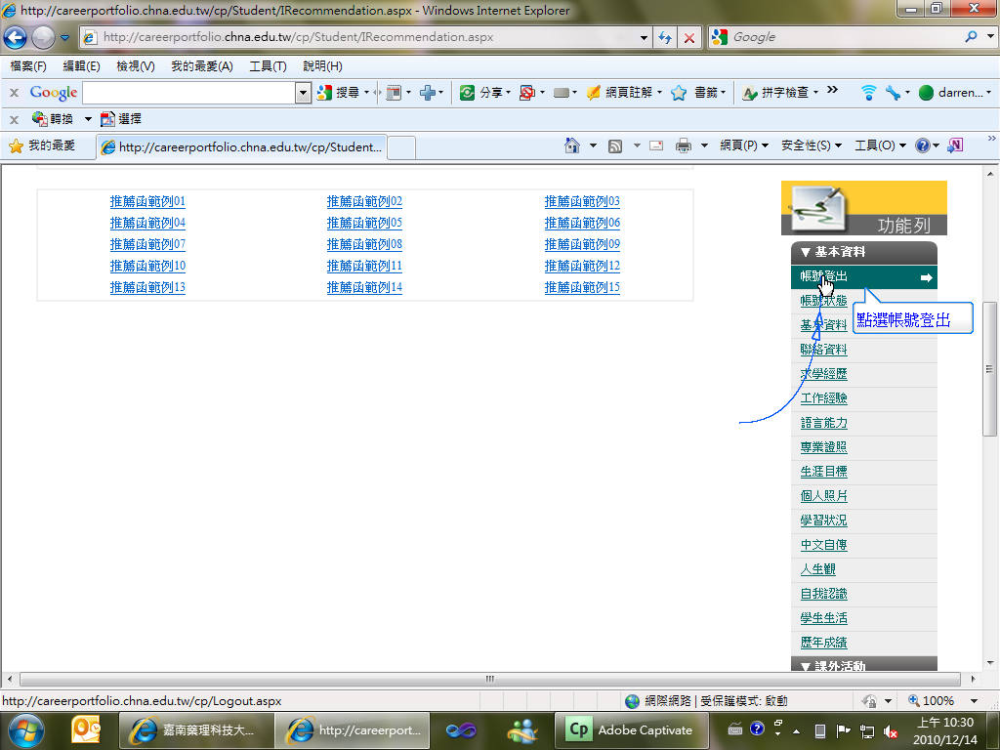 http://careerportfolio.chna.edu.tw/cp/Student/IRecommendation.aspx - Windows Internet Explorer
http://careerportfolio.chna.edu.tw/cp/Student/IRecommendation.aspx
Google
檔案(F) 編輯(E) 檢視(V) 我的最愛(A) 工具(T) 說明(H)
x Google 搜尋 分享 網頁註解 書籤 拼字檢查 » darren...
x 轉換 選擇
我的最愛 http://careerportfolio.chna.edu.tw/cp/Student... 網頁(P) 安全性(S) 工具(O) »
推薦函範例01 推薦函範例02 推薦函範例03
推薦函範例04 推薦函範例05 推薦函範例06
推薦函範例07 推薦函範例08 推薦函範例09
推薦函範例10 推薦函範例11 推薦函範例12
推薦函範例13 推薦函範例14 推薦函範例15
功能列
▼ 基本資料
帳號登出
帳號狀態
點選帳號登出
基本資料
聯絡資料
求學經歷
工作經驗
語言能力
專業證照
生涯目標
個人照片
學習狀況
中文自傳
人生觀
自我認識
學生生活
歷年成績
▼ 課外活動
http://careerportfolio.chna.edu.tw/cp/Logout.aspx 網際網路 | 受保護模式: 啟動 100%
嘉南藥理科技大... http://careerport... Cp Adobe Captivate
上午 10:30
2010/12/14